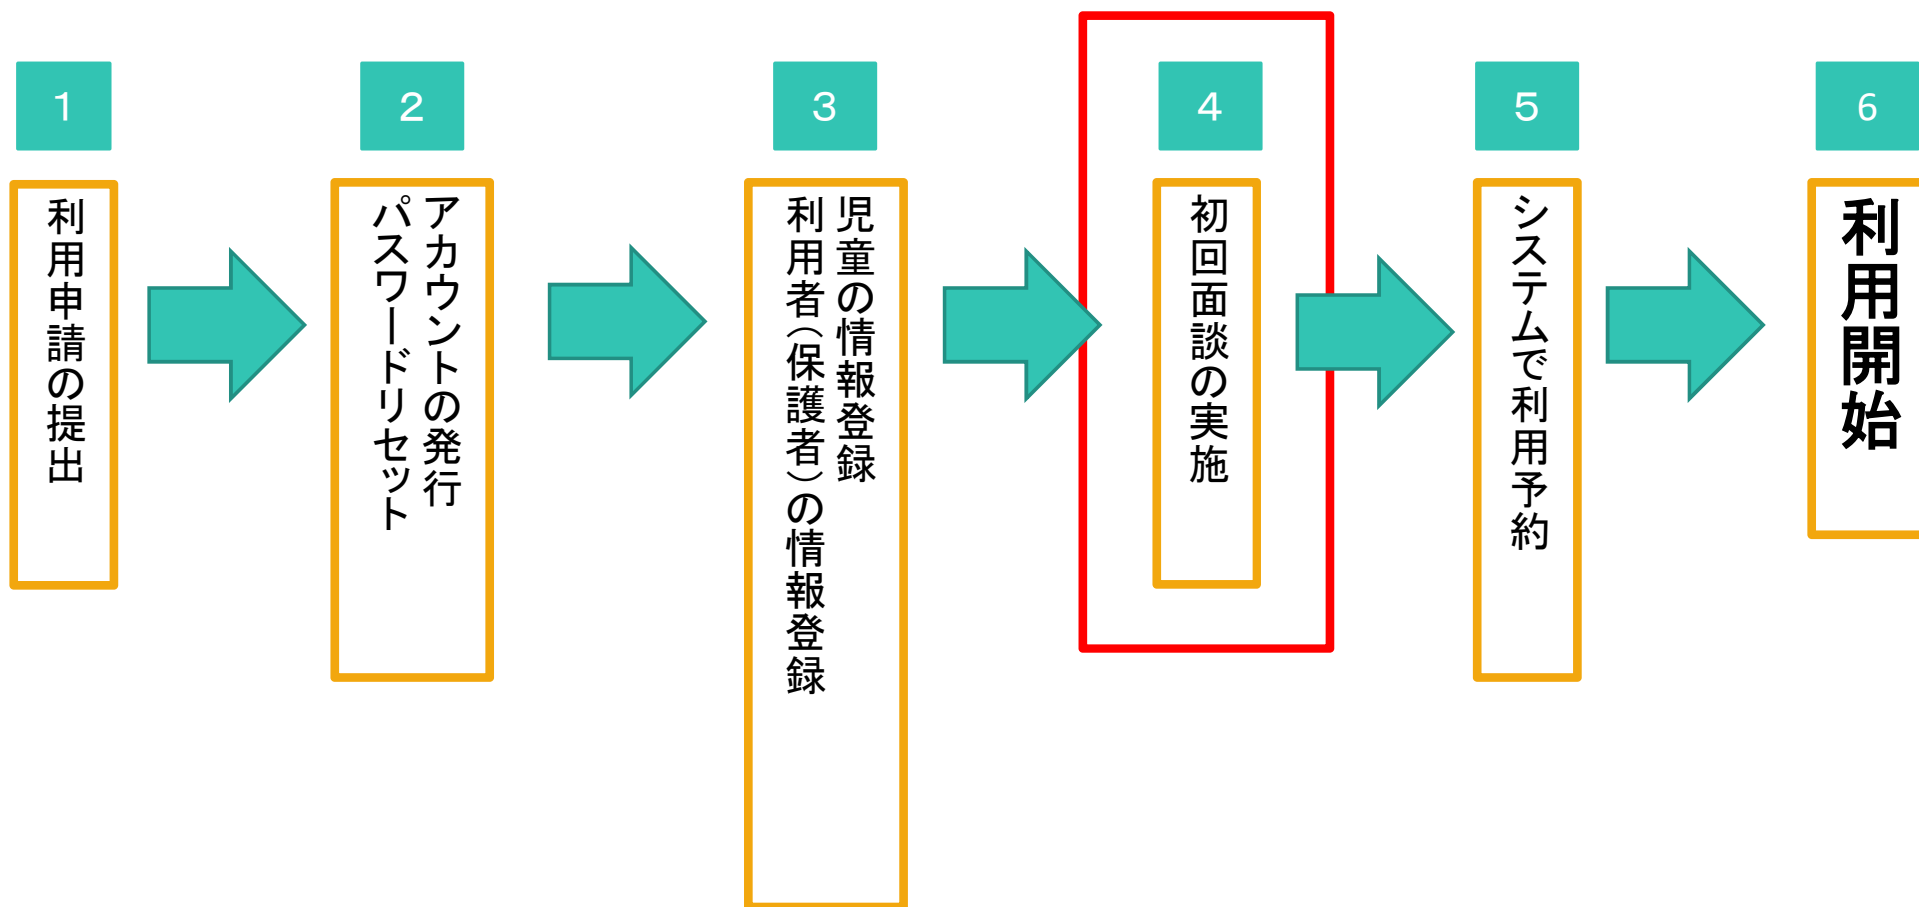 1
利用申請の提出
2
アカウントの発行
パスワードリセット
3
児童の情報登録
利用者(保護者)の情報登録
4
初回面談の実施
5
システムで利用予約
6
利用開始